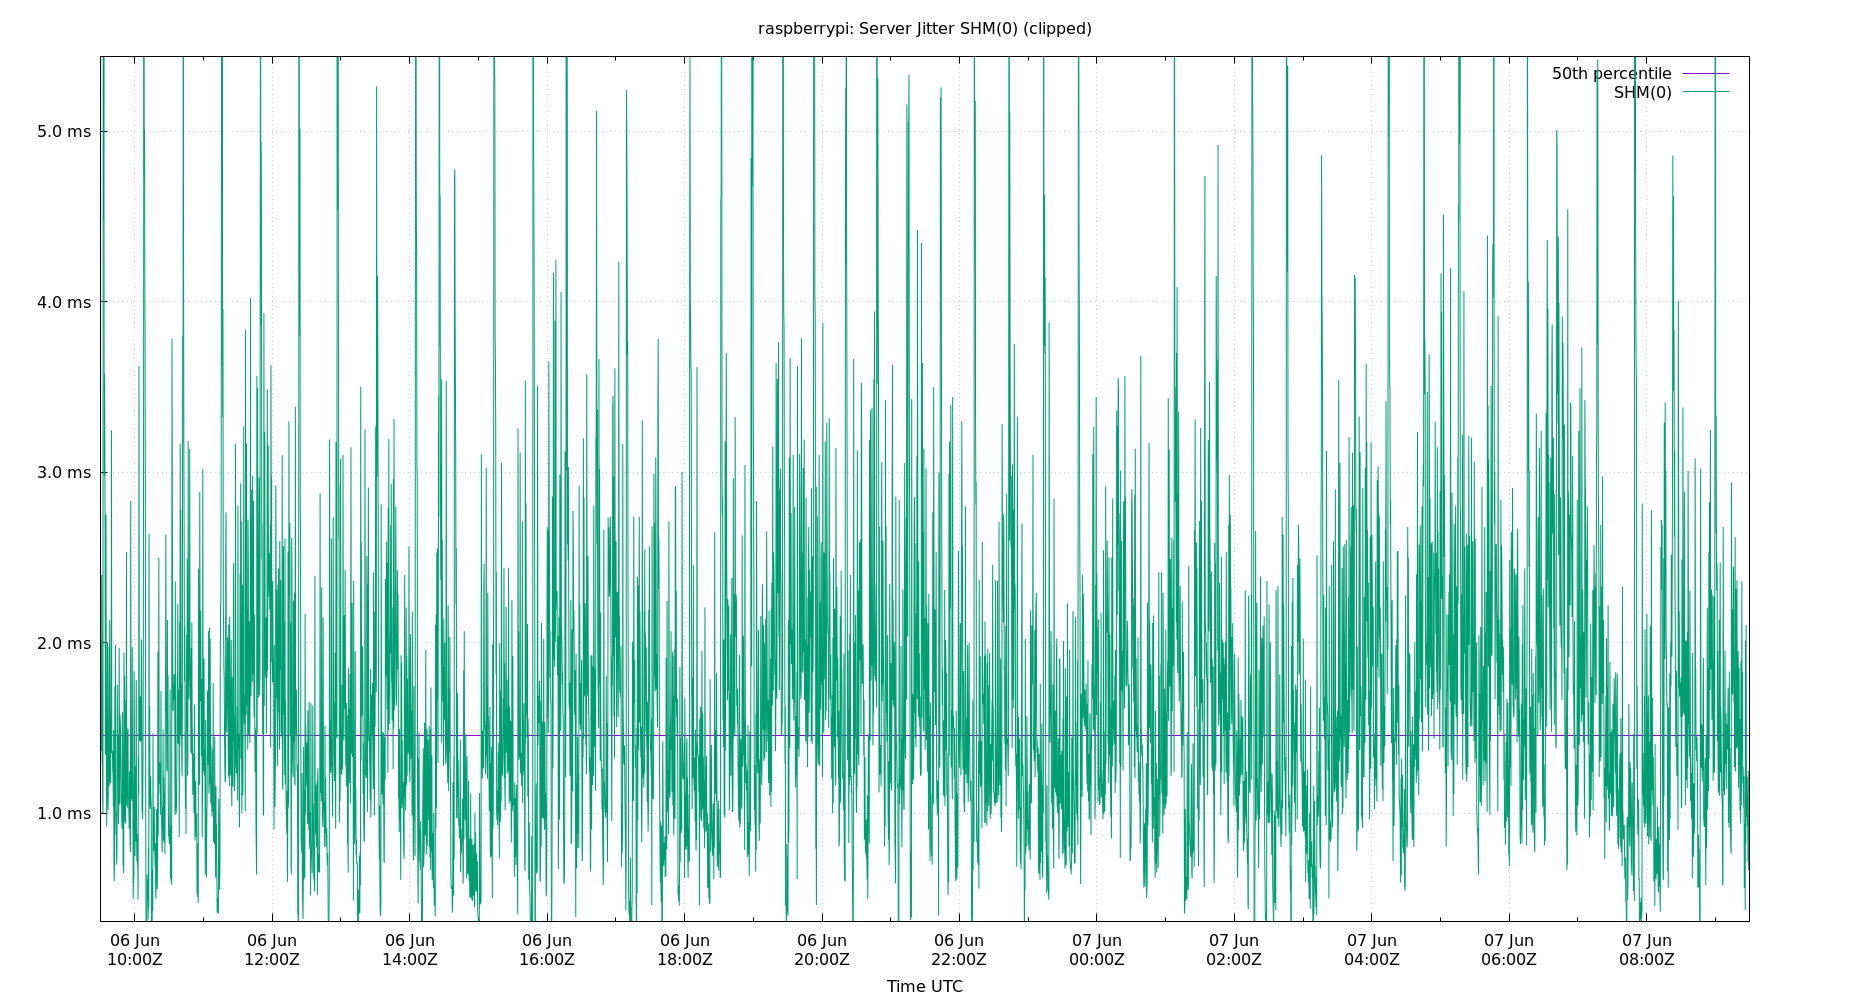 raspberrypi: Server Jitter SHM(0) (clipped)
50th percentile
SHM(0)
5.0 ms
4.0 ms
3.0 ms
2.0 ms
1.0 ms
06 Jun 06 Jun 06 Jun 06 Jun 06 Jun 06 Jun 06 Jun 07 Jun 07 Jun 07 Jun 07 Jun 07 Jun
10:00Z 12:00Z 14:00Z 16:00Z 18:00Z 20:00Z 22:00Z 00:00Z 02:00Z 04:00Z 06:00Z 08:00Z
Time UTC